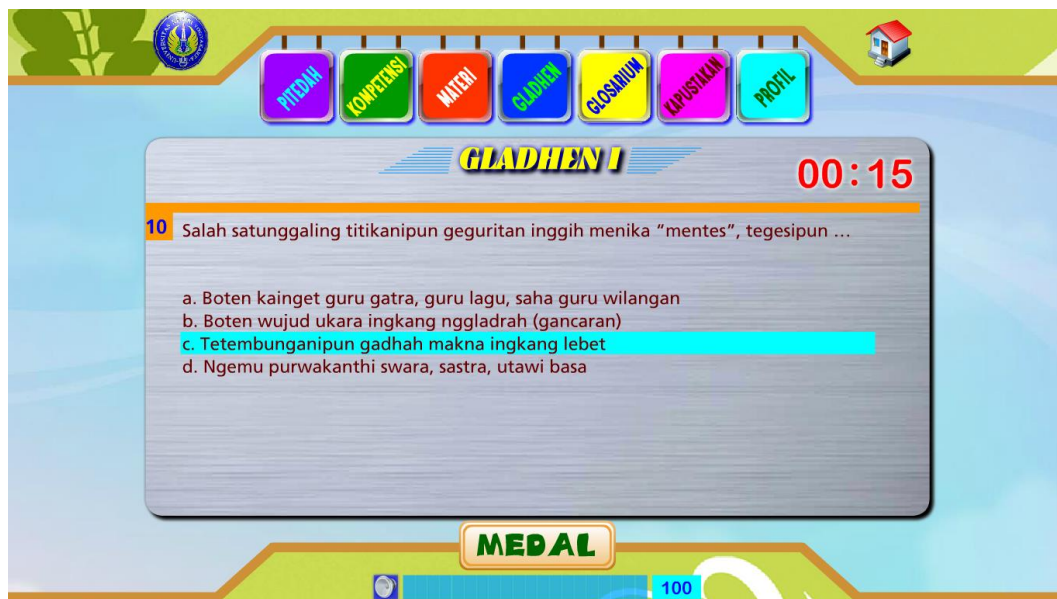 PITEDAH
KOMPETENSI
MATERI
GLADHEN
GLOSARIUM
KAPUSTAKAN
PROFIL
GLADHEN I
00:15
10 Salah satunggaling titikanipun geguritan inggih menika “mentes”, tegesipun ...
a. Boten kainget guru gatra, guru lagu, saha guru wilangan
b. Boten wujud ukara ingkang nggladrah (gancaran)
c. Tetembunganipun gadhah makna ingkang lebet
d. Ngemu purwakanthi swara, sastra, utawi basa
MEDAL
100